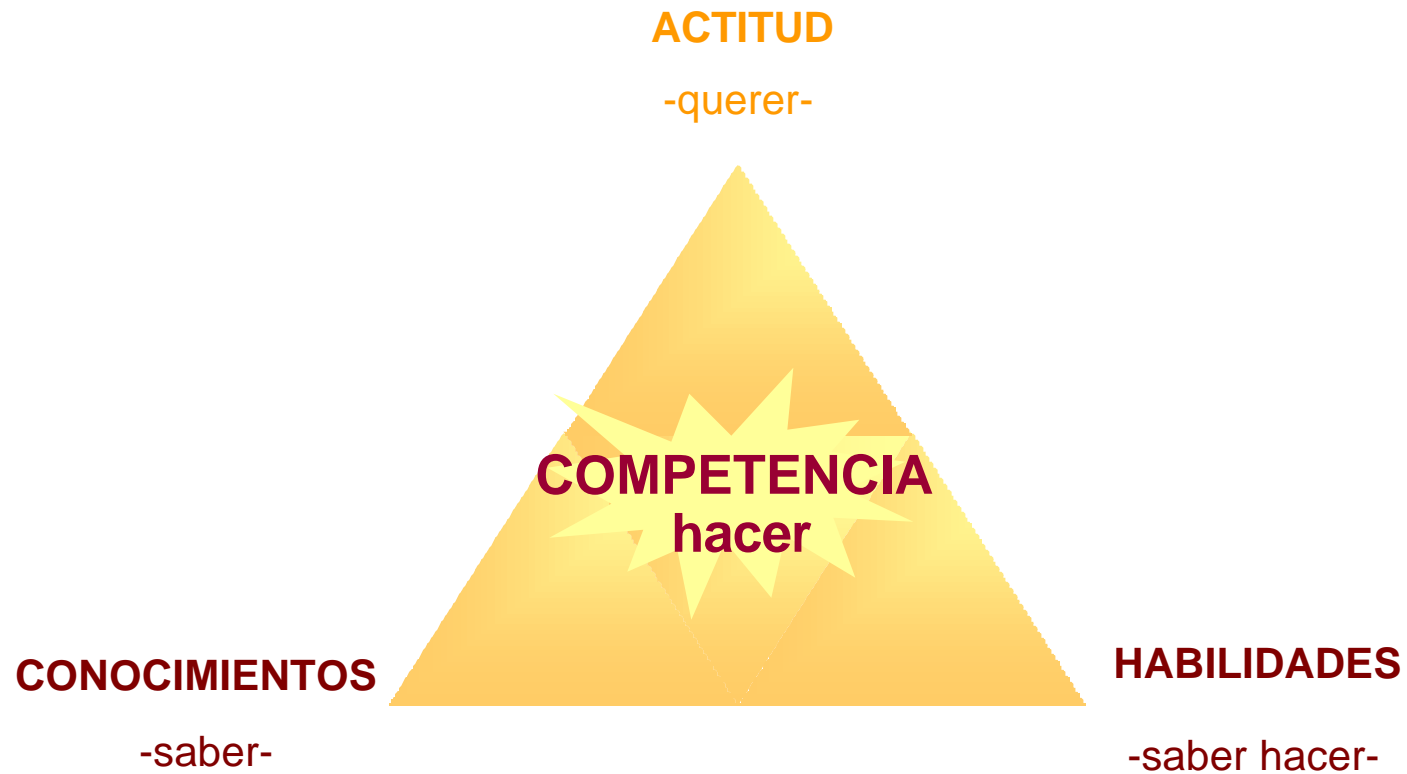 ACTITUD
-querer-
COMPETENCIA
hacer
CONOCIMIENTOS
-saber-
HABILIDADES
-saber hacer-